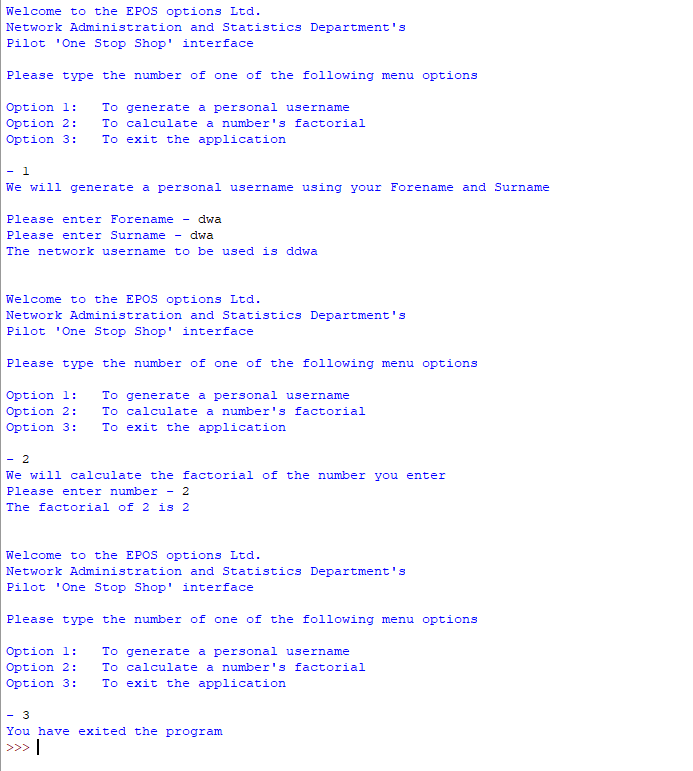 Welcome to the EPOS options Ltd.
Network Administration and Statistics Department's
Pilot 'One Stop Shop' interface
Please type the number of one of the following menu options
Option 1:   To generate a personal username
Option 2:   To calculate a number's factorial
Option 3:   To exit the application
- 1
We will generate a personal username using your Forename and Surname
Please enter Forename - dwa
Please enter Surname - dwa
The network username to be used is ddwa
Welcome to the EPOS options Ltd.
Network Administration and Statistics Department's
Pilot 'One Stop Shop' interface
Please type the number of one of the following menu options
Option 1:   To generate a personal username
Option 2:   To calculate a number's factorial
Option 3:   To exit the application
- 2
We will calculate the factorial of the number you enter
Please enter number - 2
The factorial of 2 is 2
Welcome to the EPOS options Ltd.
Network Administration and Statistics Department's
Pilot 'One Stop Shop' interface
Please type the number of one of the following menu options
Option 1:   To generate a personal username
Option 2:   To calculate a number's factorial
Option 3:   To exit the application
- 3
You have exited the program
>>>